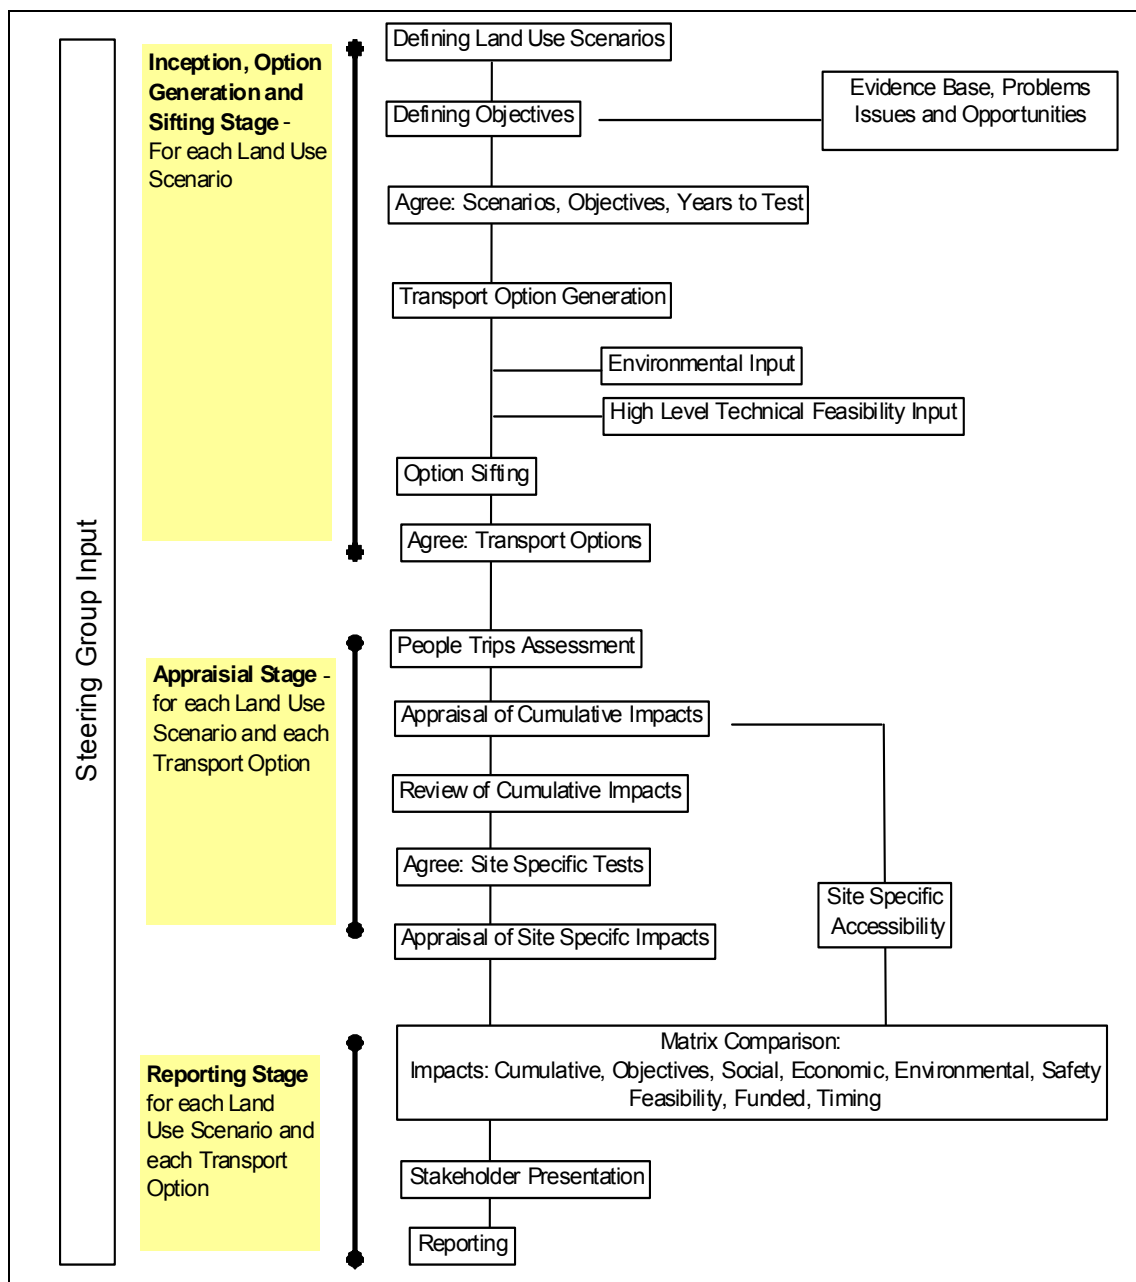 Steering Group Input
Inception, Option
Generation and
Sifting Stage -
For each Land Use
Scenario
Defining Land Use Scenarios
Defining Objectives
Evidence Base, Problems
Issues and Opportunities
Agree: Scenarios, Objectives, Years to Test
Transport Option Generation
Environmental Input
High Level Technical Feasibility Input
Option Sifting
Agree: Transport Options
Appraisial Stage -
for each Land Use
Scenario and each
Transport Option
People Trips Assessment
Appraisal of Cumulative Impacts
Review of Cumulative Impacts
Agree: Site Specific Tests
Appraisal of Site Specifc Impacts
Site Specific
Accessibility
Reporting Stage
for each Land
Use Scenario and
each Transport
Option
Matrix Comparison:
Impacts: Cumulative, Objectives, Social, Economic, Environmental, Safety
Feasibility, Funded, Timing
Stakeholder Presentation
Reporting